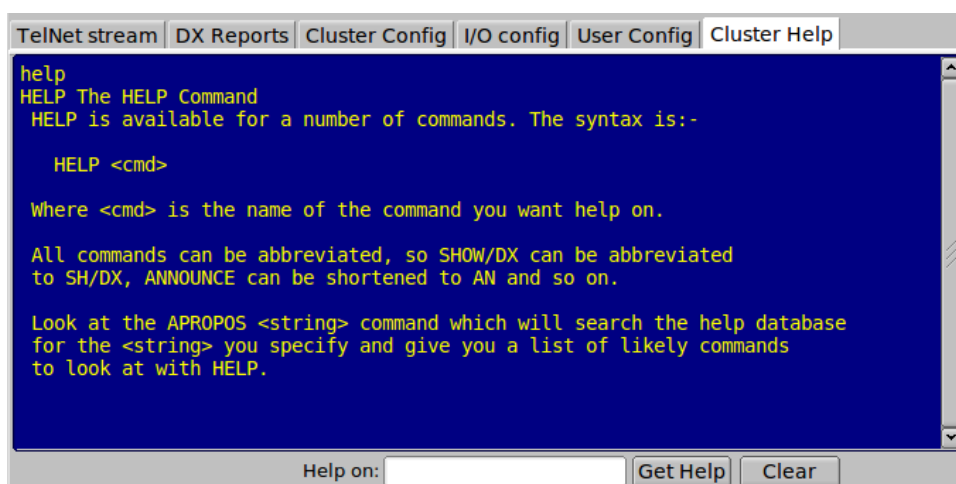 TelNet stream DX Reports Cluster Config I/O config User Config Cluster Help
help
HELP The HELP Command
HELP is available for a number of commands. The syntax is:-
HELP <cmd>
Where <cmd> is the name of the command you want help on.
All commands can be abbreviated, so SHOW/DX can be abbreviated
to SH/DX, ANNOUNCE can be shortened to AN and so on.
Look at the APROPOS <string> command which will search the help database
for the <string> you specify and give you a list of likely commands
to look at with HELP.
Help on: Get Help Clear